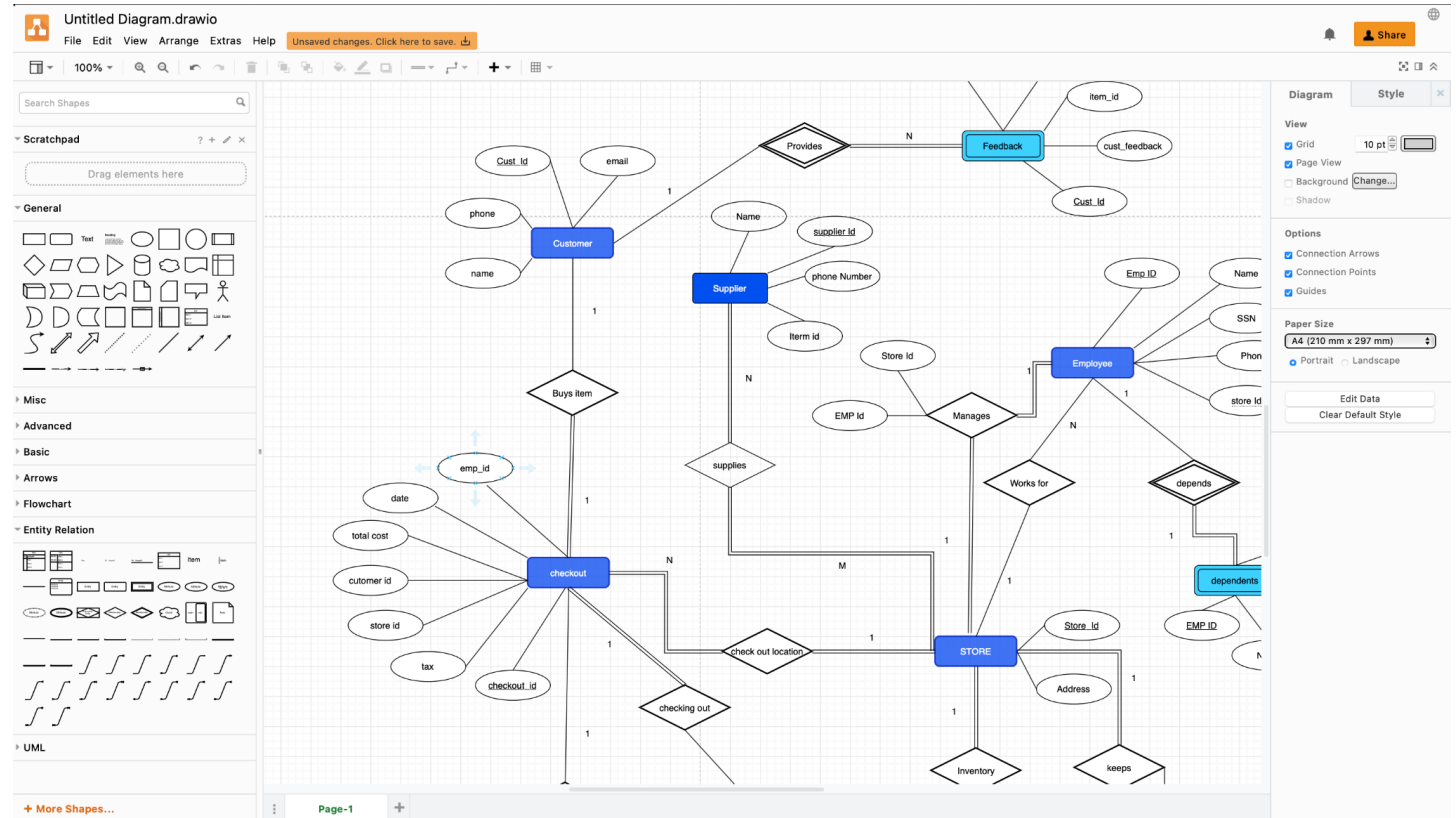 Untitled Diagram.drawio
File Edit View Arrange Extras Help Unsaved changes. Click here to save.
Share
100%
Search Shapes
Scratchpad
?
Drag elements here
General
Text
List Item
Misc
Advanced
Basic
Arrows
Flowchart
Entity Relation
Item
UML
+ More Shapes...
item_id
Provides
N
Feedback
cust_feedback
Cust_Id
email
1
Cust_Id
phone
Name
supplier Id
Customer
name
phone Number
Emp ID
Name
Supplier
1
SSN
Iterm id
Store Id
Phon
Employee
1
N
Buys item
1
store Id
EMP Id
Manages
N
supplies
emp_id
Works for
depends
date
1
total cost
1
1
N
M
checkout
cutomer id
1
dependents
store id
Store_Id
EMP ID
1
1
check out location
STORE
N
tax
1
checkout_id
Address
checking out
1
1
Inventory
keeps
Page-1
Diagram
Style
View
Grid
10 pt
Page View
Background
Change...
Shadow
Options
Connection Arrows
Connection Points
Guides
Paper Size
A4 (210 mm x 297 mm)
Portrait
Landscape
Edit Data
Clear Default Style